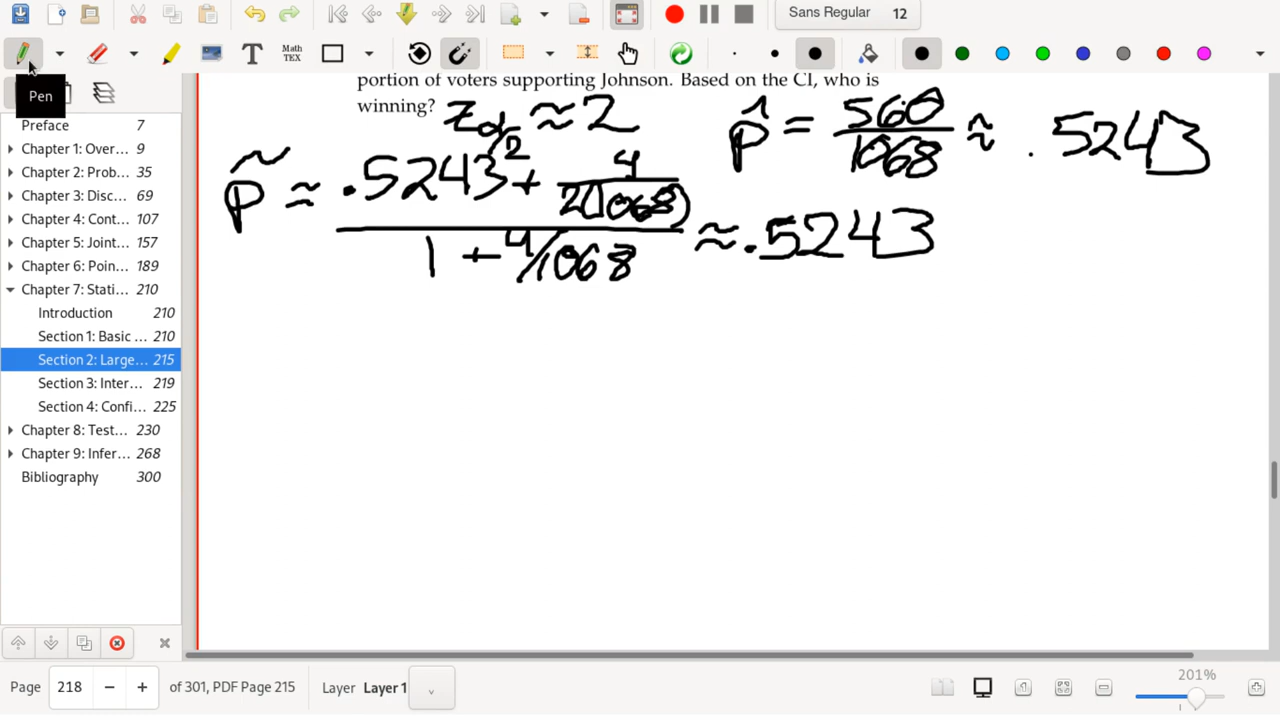 Sans Regular 12
Math
TEX
Pen
Preface 7
Chapter 1: Over... 9
Chapter 2: Prob... 35
Chapter 3: Disc... 69
Chapter 4: Cont... 107
Chapter 5: Joint... 157
Chapter 6: Poin... 189
Chapter 7: Stati... 210
Introduction 210
Section 1: Basic ... 210
Section 2: Large... 215
Section 3: Inter... 219
Section 4: Confi... 225
Chapter 8: Test... 230
Chapter 9: Infer... 268
Bibliography 300
portion of voters supporting Johnson. Based on the CI, who is
winning? z_{α/2} ≈ 2
p̂ = 560/1068 ≈ .5243
p̃ ≈ (.5243 + 4/(2(1068))) / (1 + 4/1068) ≈ .5243
Page 218 of 301, PDF Page 215 Layer Layer 1 201%